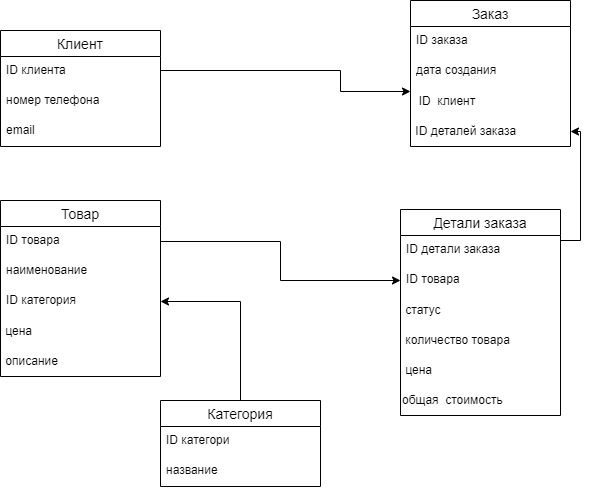 Клиент
ID клиента
номер телефона
email
Заказ
ID заказа
дата создания
ID клиент
ID деталей заказа
Товар
ID товара
наименование
ID категория
цена
описание
Детали заказа
ID детали заказа
ID товара
статус
количество товара
цена
общая стоимость
Категория
ID категори
название